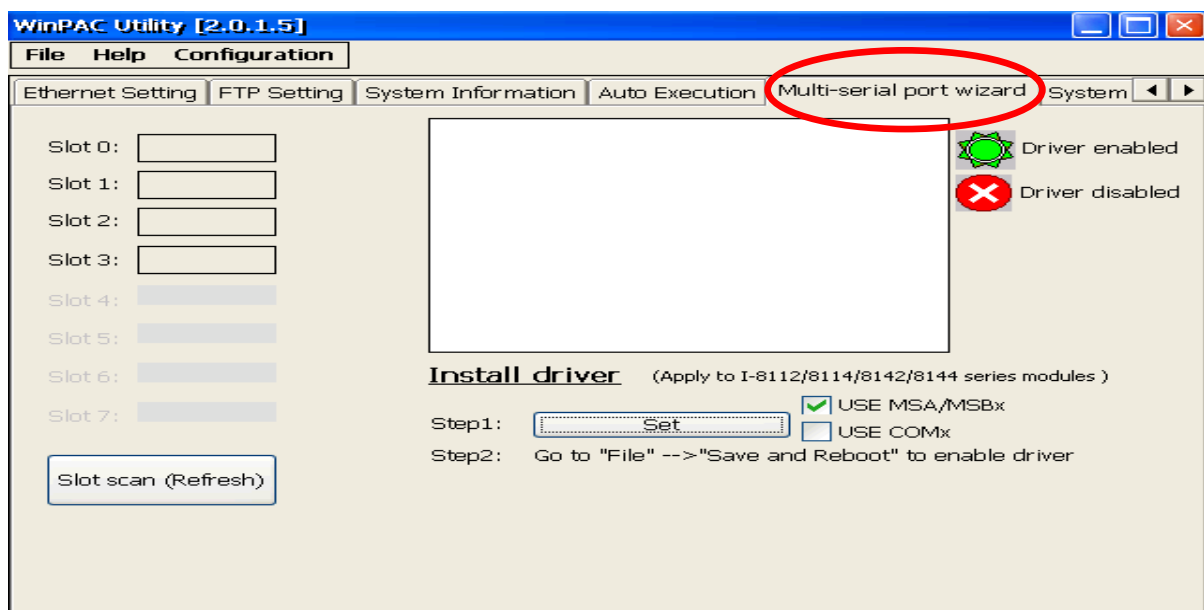 WinPAC Utility [2.0.1.5]
File Help Configuration
Ethernet Setting FTP Setting System Information Auto Execution Multi-serial port wizard System
Slot 0:
Slot 1:
Slot 2:
Slot 3:
Slot 4:
Slot 5:
Slot 6:
Slot 7:
Slot scan (Refresh)
Driver enabled
Driver disabled
Install driver (Apply to I-8112/8114/8142/8144 series modules )
Step1: Set
USE MSA/MSBx
USE COMx
Step2: Go to "File" -->"Save and Reboot" to enable driver